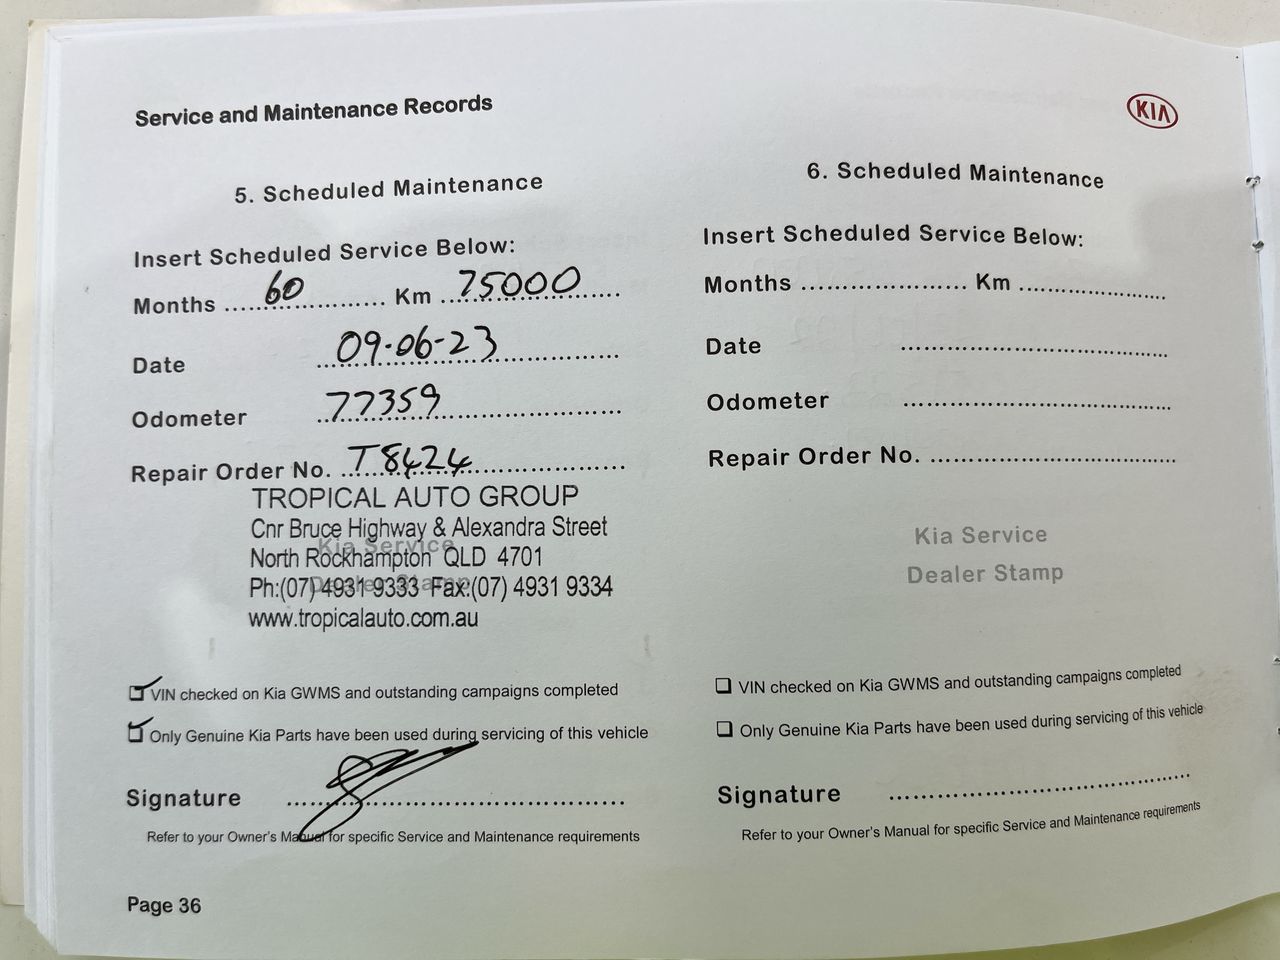 Service and Maintenance Records
KIA
5. Scheduled Maintenance
Insert Scheduled Service Below:
Months 60 Km 75000
Date 09-06-23
Odometer 77359
Repair Order No. T8424
TROPICAL AUTO GROUP
Cnr Bruce Highway & Alexandra Street
Kia Service
North Rockhampton QLD 4701
Dealer Stamp
Ph:(07) 4931 9333 Fax:(07) 4931 9334
www.tropicalauto.com.au
VIN checked on Kia GWMS and outstanding campaigns completed
Only Genuine Kia Parts have been used during servicing of this vehicle
Signature
Refer to your Owner's Manual for specific Service and Maintenance requirements
Page 36
6. Scheduled Maintenance
Insert Scheduled Service Below:
Months Km
Date
Odometer
Repair Order No.
Kia Service
Dealer Stamp
VIN checked on Kia GWMS and outstanding campaigns completed
Only Genuine Kia Parts have been used during servicing of this vehicle
Signature
Refer to your Owner's Manual for specific Service and Maintenance requirements